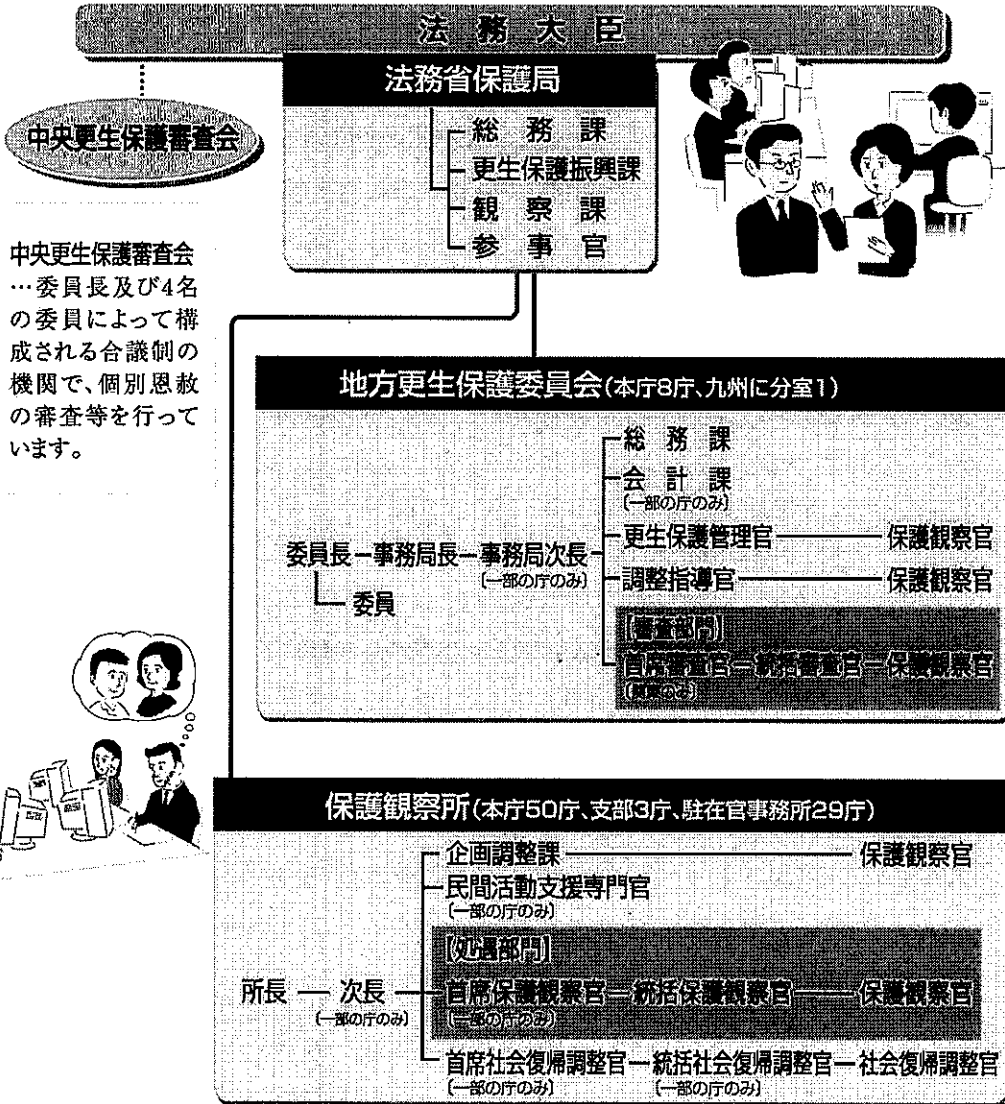 法務大臣
法務省保護局
総務課
更生保護振興課
観察課
参事官
中央更生保護審査会
中央更生保護審査会
…委員長及び4名
の委員によって構
成される合議制の
機関で、個別恩赦
の審査等を行って
います。
地方更生保護委員会(本庁8庁、九州に分室1)
総務課
会計課
(一部の庁のみ)
更生保護管理官 保護観察官
委員長 事務局長 事務局次長
(一部の庁のみ)
調整指導官 保護観察官
委員
【審査部門】
首席審査官 統括審査官 保護観察官
(関東のみ)
保護観察所(本庁50庁、支部3庁、駐在官事務所29庁)
企画調整課 保護観察官
民間活動支援専門官
(一部の庁のみ)
【処遇部門】
所長 次長
(一部の庁のみ)
首席保護観察官 統括保護観察官 保護観察官
(一部の庁のみ)
首席社会復帰調整官 統括社会復帰調整官 社会復帰調整官
(一部の庁のみ) (一部の庁のみ)